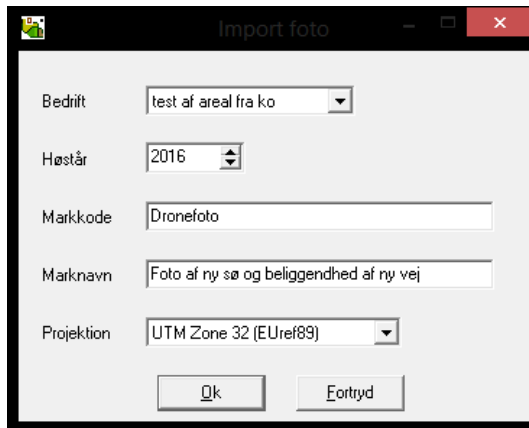 Import foto
Bedrift test af areal fra ko
Høstår 2016
Markkode Dronefoto
Marknavn Foto af ny sø og beliggendhed af ny vej
Projektion UTM Zone 32 (EUref89)
Ok Fortryd